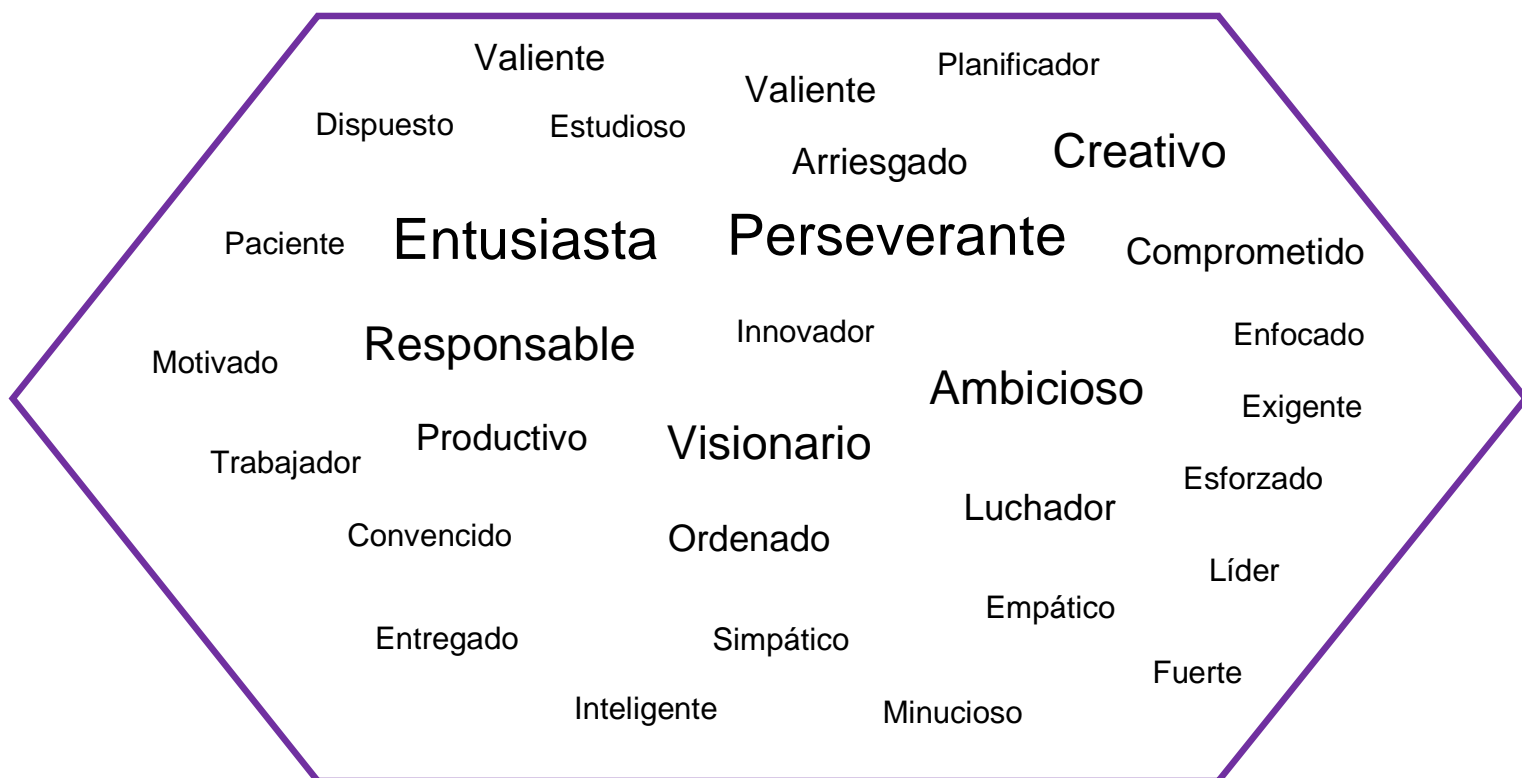 Valiente
Planificador
Valiente
Dispuesto
Estudioso
Creativo
Arriesgado
Perseverante
Entusiasta
Paciente
Comprometido
Innovador
Enfocado
Responsable
Motivado
Ambicioso
Exigente
Productivo
Visionario
Trabajador
Esforzado
Luchador
Convencido
Ordenado
Líder
Empático
Entregado
Simpático
Fuerte
Inteligente
Minucioso